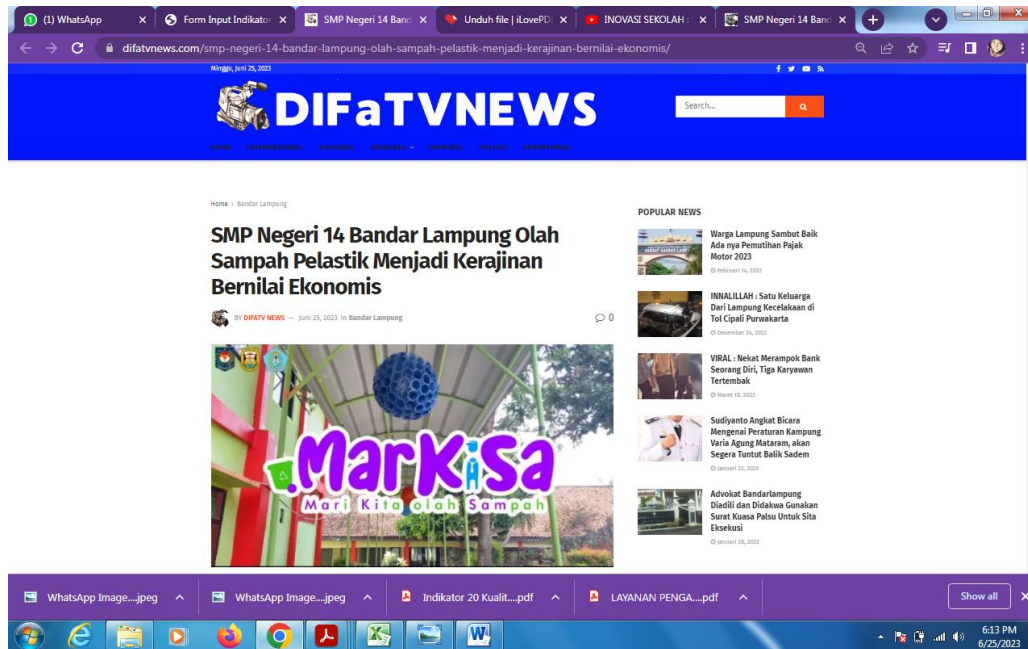 (1) WhatsApp
Form Input Indikator
SMP Negeri 14 Band
Unduh file | iLovePD
INOVASI SEKOLAH :
SMP Negeri 14 Band
difatvnews.com/smp-negeri-14-bandar-lampung-olah-sampah-pelastik-menjadi-kerajinan-bernilai-ekonomis/
Minggu, Juni 25, 2023
DIFaTVNEWS
Search...
HOME INTERNASIONAL NASIONAL
Home > Bandar Lampung
SMP Negeri 14 Bandar Lampung Olah
Sampah Pelastik Menjadi Kerajinan
Bernilai Ekonomis
BY DIFATV NEWS — Juni 25, 2023 in Bandar Lampung
0
MarKisa
Mari Kita olah Sampah
POPULAR NEWS
Warga Lampung Sambut Baik
Ada nya Pemutihan Pajak
Motor 2023
Februari 14, 2023
INNALILLAH : Satu Keluarga
Dari Lampung Kecelakaan di
Tol Cipali Purwakarta
Desember 24, 2022
VIRAL : Nekat Merampok Bank
Seorang Diri, Tiga Karyawan
Tertembak
Maret 18, 2023
Sudiyanto Angkat Bicara
Mengenai Peraturan Kampung
Varia Agung Mataram, akan
Segera Tuntut Balik Sadem
Januari 23, 2023
Advokat Bandarlampung
Diadili dan Didakwa Gunakan
Surat Kuasa Palsu Untuk Sita
Eksekusi
Januari 29, 2023
WhatsApp Image....jpeg
WhatsApp Image....jpeg
Indikator 20 Kualit....pdf
LAYANAN PENGA....pdf
Show all
6:13 PM
6/25/2023